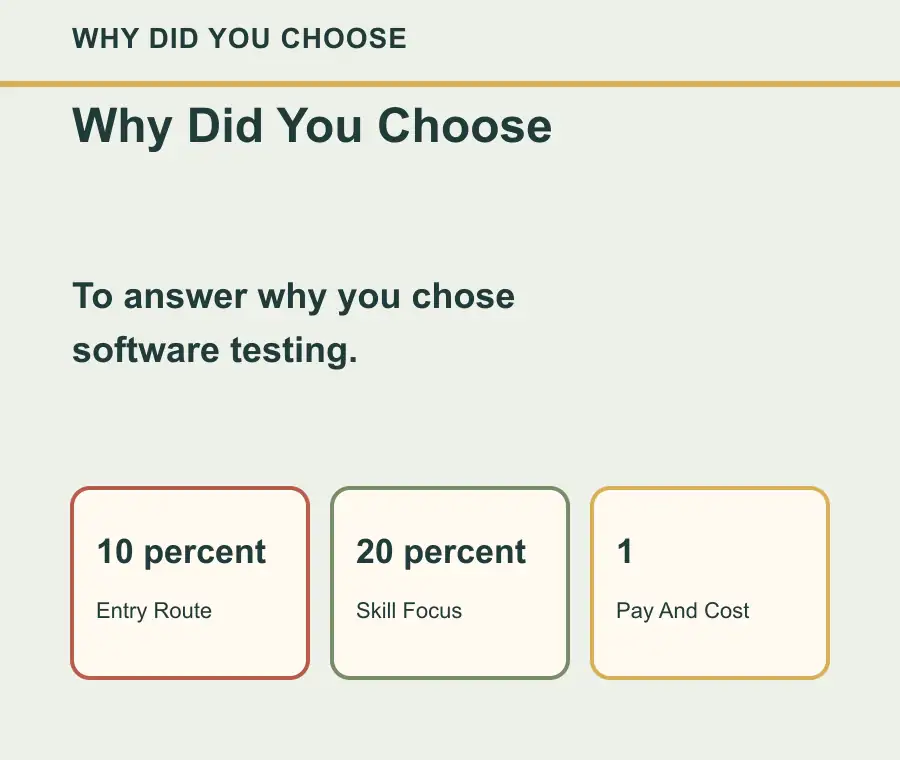 WHY DID YOU CHOOSE
Why Did You Choose
To answer why you chose
software testing.
10 percent
Entry Route
20 percent
Skill Focus
1
Pay And Cost